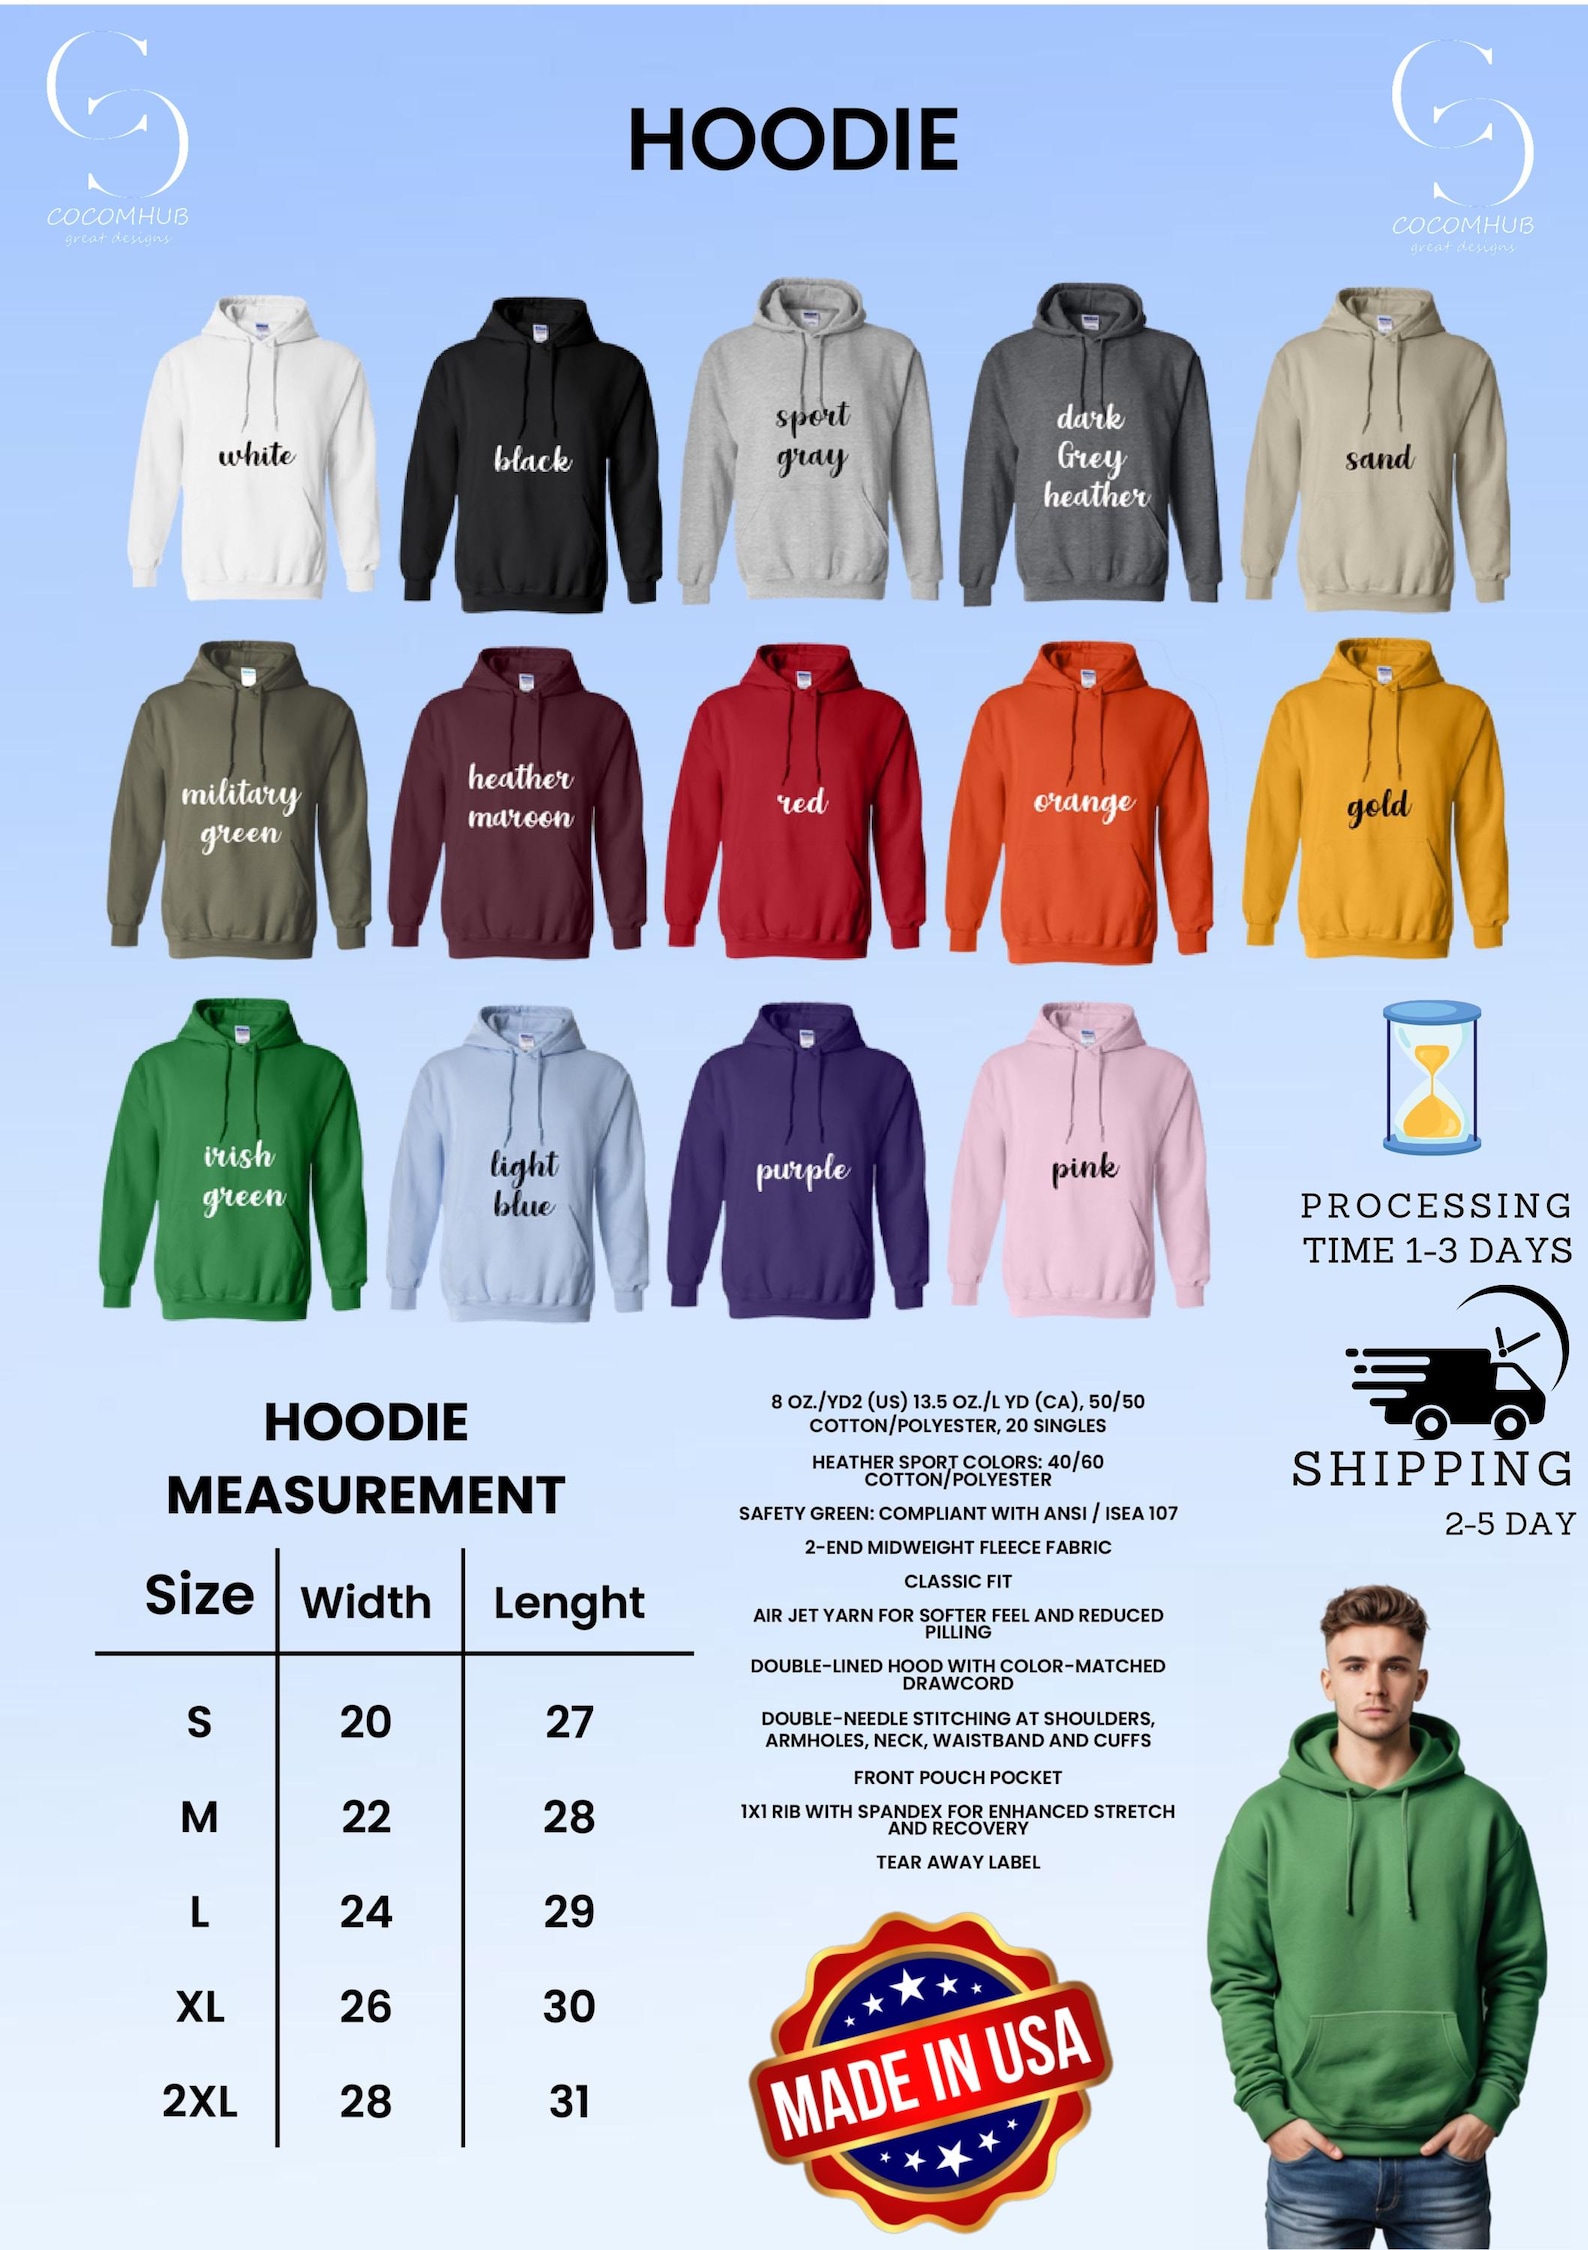 COCOMHUB
great designs
HOODIE
COCOMHUB
great designs
white
black
sport
gray
dark
Grey
heather
sand
military
green
heather
maroon
red
orange
gold
irish
green
light
blue
purple
pink
PROCESSING
TIME 1-3 DAYS
SHIPPING
2-5 DAY
HOODIE
MEASUREMENT
Size Width Lenght
S 20 27
M 22 28
L 24 29
XL 26 30
2XL 28 31
8 OZ./YD2 (US) 13.5 OZ./L YD (CA), 50/50
COTTON/POLYESTER, 20 SINGLES
HEATHER SPORT COLORS: 40/60
COTTON/POLYESTER
SAFETY GREEN: COMPLIANT WITH ANSI / ISEA 107
2-END MIDWEIGHT FLEECE FABRIC
CLASSIC FIT
AIR JET YARN FOR SOFTER FEEL AND REDUCED
PILLING
DOUBLE-LINED HOOD WITH COLOR-MATCHED
DRAWCORD
DOUBLE-NEEDLE STITCHING AT SHOULDERS,
ARMHOLES, NECK, WAISTBAND AND CUFFS
FRONT POUCH POCKET
1X1 RIB WITH SPANDEX FOR ENHANCED STRETCH
AND RECOVERY
TEAR AWAY LABEL
MADE IN USA